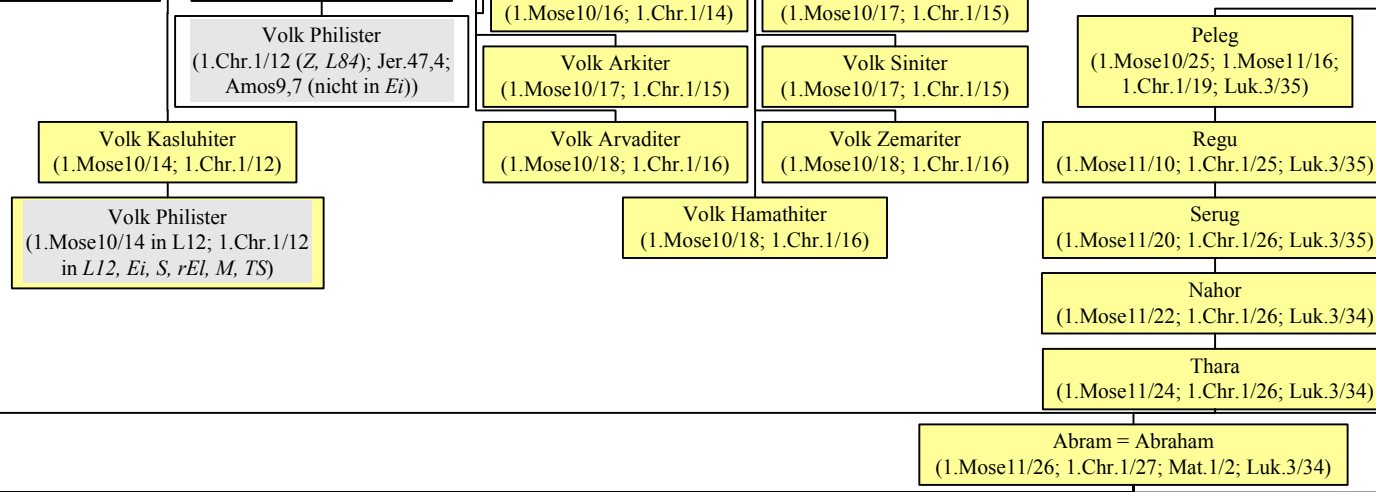 (1.Mose10/16; 1.Chr.1/14)
(1.Mose10/17; 1.Chr.1/15)
Volk Philister
(1.Chr.1/12 (Z, L84); Jer.47,4;
Amos9,7 (nicht in Ei))
Volk Arkiter
(1.Mose10/17; 1.Chr.1/15)
Volk Siniter
(1.Mose10/17; 1.Chr.1/15)
Peleg
(1.Mose10/25; 1.Mose11/16;
1.Chr.1/19; Luk.3/35)
Volk Kasluhiter
(1.Mose10/14; 1.Chr.1/12)
Volk Arvaditer
(1.Mose10/18; 1.Chr.1/16)
Volk Zemariter
(1.Mose10/18; 1.Chr.1/16)
Regu
(1.Mose11/10; 1.Chr.1/25; Luk.3/35)
Volk Philister
(1.Mose10/14 in L12; 1.Chr.1/12
in L12, Ei, S, rEl, M, TS)
Volk Hamathiter
(1.Mose10/18; 1.Chr.1/16)
Serug
(1.Mose11/20; 1.Chr.1/26; Luk.3/35)
Nahor
(1.Mose11/22; 1.Chr.1/26; Luk.3/34)
Thara
(1.Mose11/24; 1.Chr.1/26; Luk.3/34)
Abram = Abraham
(1.Mose11/26; 1.Chr.1/27; Mat.1/2; Luk.3/34)